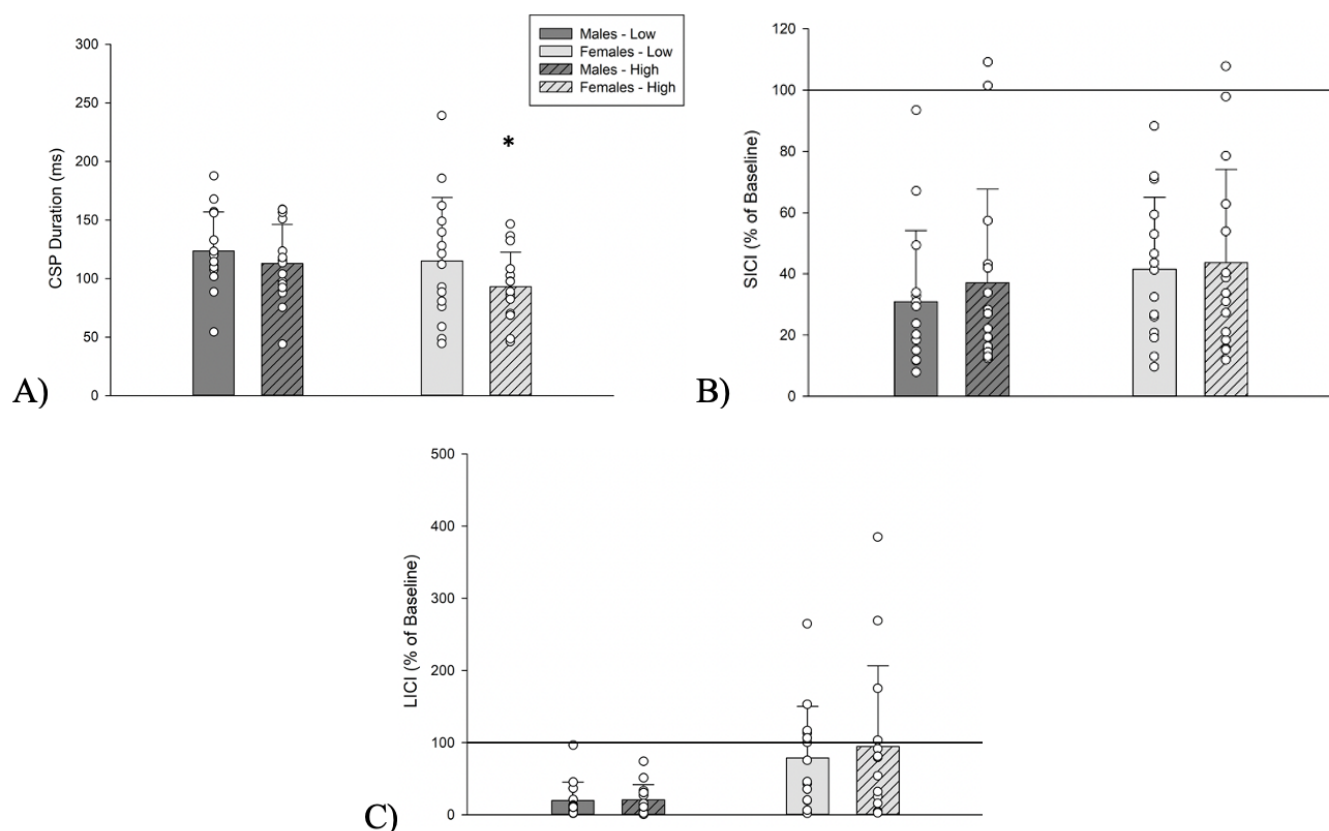 Males - Low
Females - Low
Males - High
Females - High
300
250
200
150
100
50
0
CSP Duration (ms)
*
A)
120
100
80
60
40
20
0
SICI (% of Baseline)
B)
500
400
300
200
100
0
LICI (% of Baseline)
C)